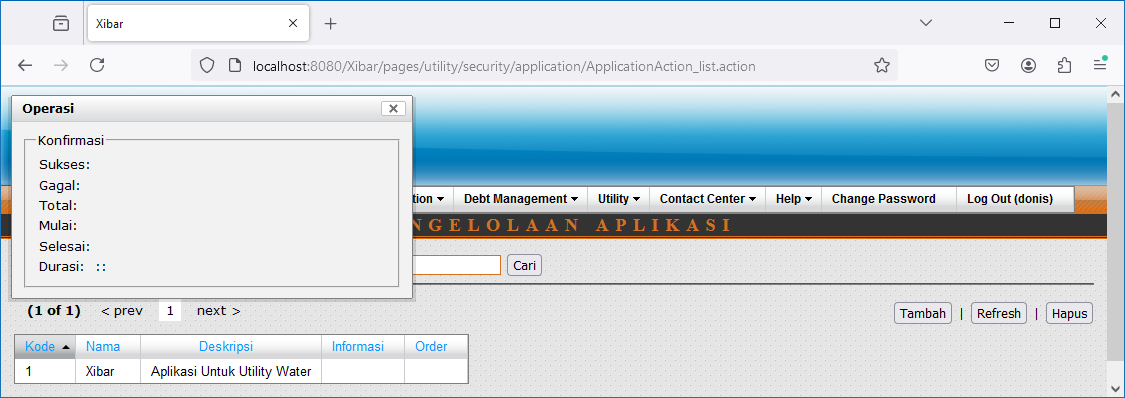 Xibar
localhost:8080/Xibar/pages/utility/security/application/ApplicationAction_list.action
Operasi
Konfirmasi
Sukses:
Gagal:
Total:
Mulai:
Selesai:
Durasi: ::
tion Debt Management Utility Contact Center Help Change Password Log Out (donis)
NGELOLAAN APLIKASI
Cari
(1 of 1) < prev 1 next >
Tambah | Refresh | Hapus
Kode Nama Deskripsi Informasi Order
1 Xibar Aplikasi Untuk Utility Water